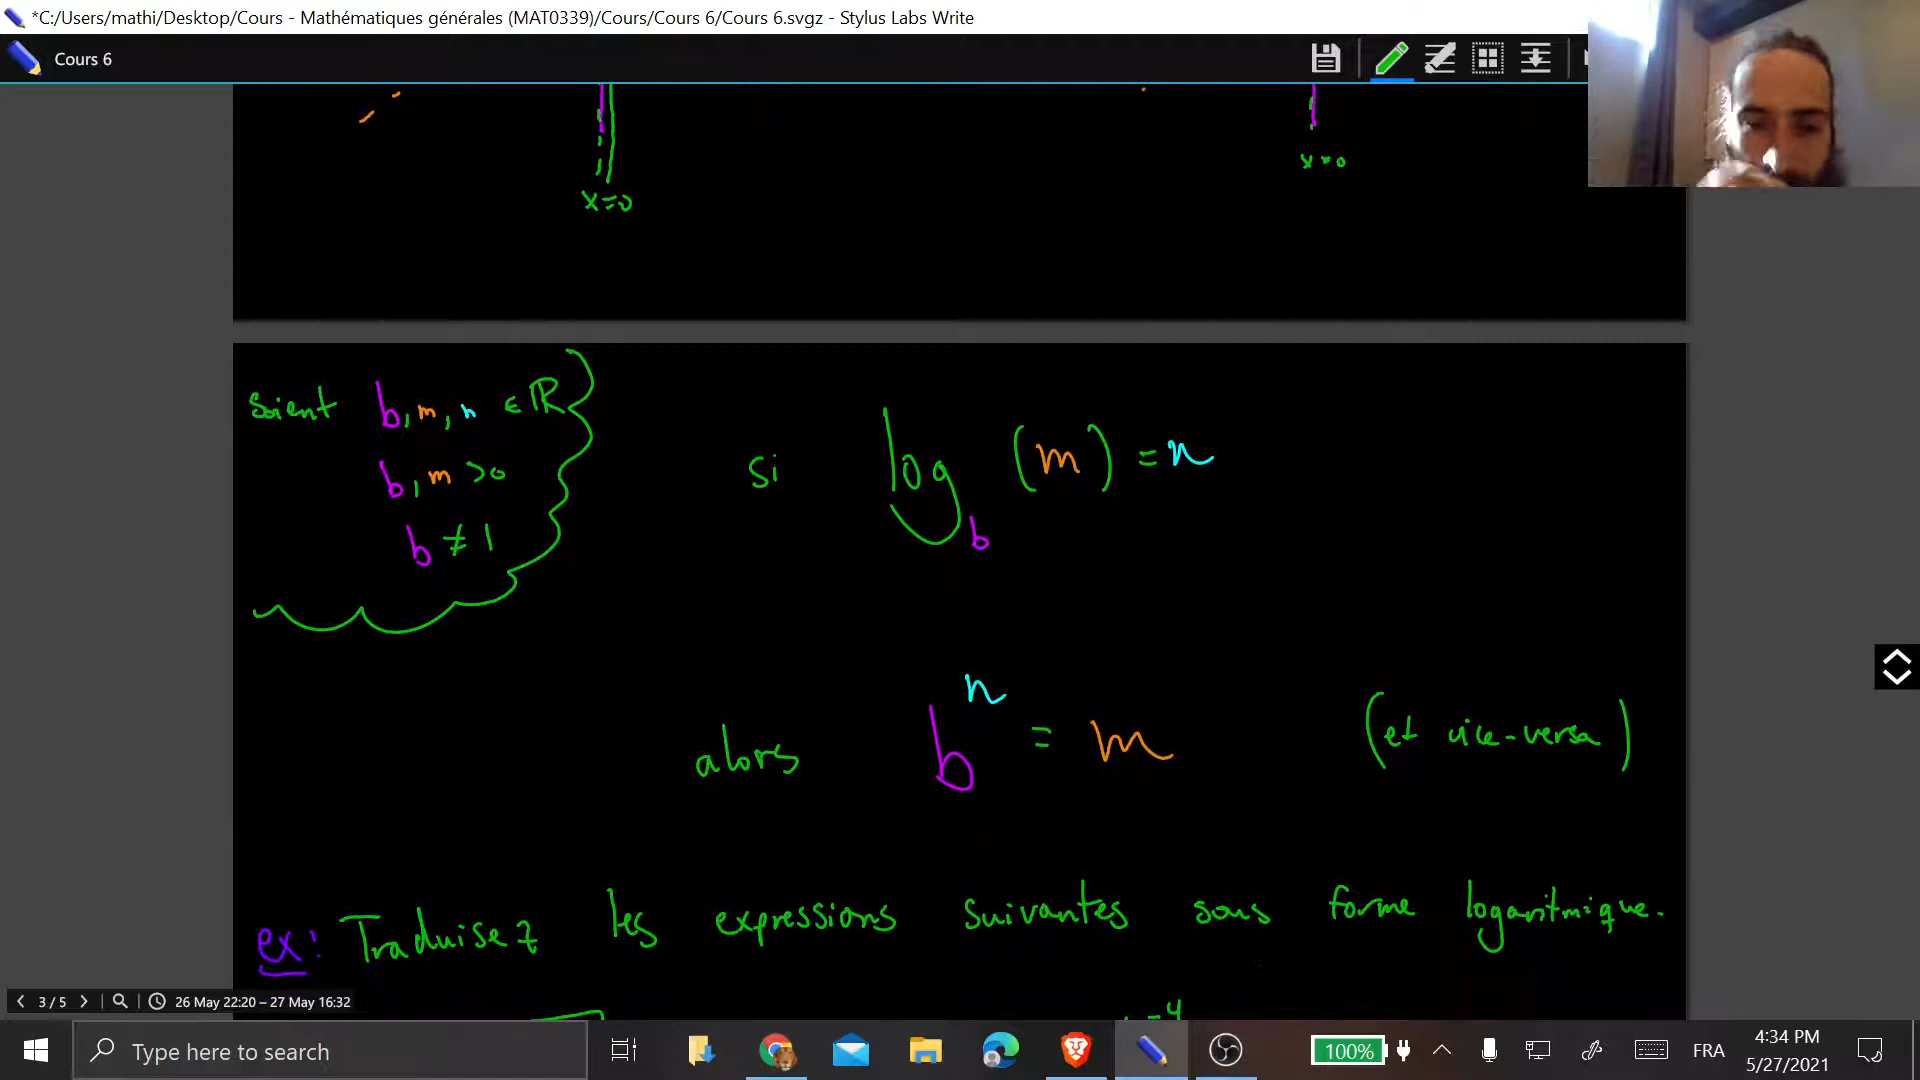 *C:/Users/mathi/Desktop/Cours - Mathématiques générales (MAT0339)/Cours/Cours 6/Cours 6.svgz - Stylus Labs Write
Cours 6
x=0
x=0
soient b, m, n ∈ ℝ
b, m >0
b ≠ 1
si log_b (m) = n
alors b^n = m (et vice-versa)
ex: Traduisez les expressions suivantes sous forme logaritmique.
-4
3 / 5 26 May 22:20 – 27 May 16:32
Type here to search
100%
FRA
4:34 PM
5/27/2021